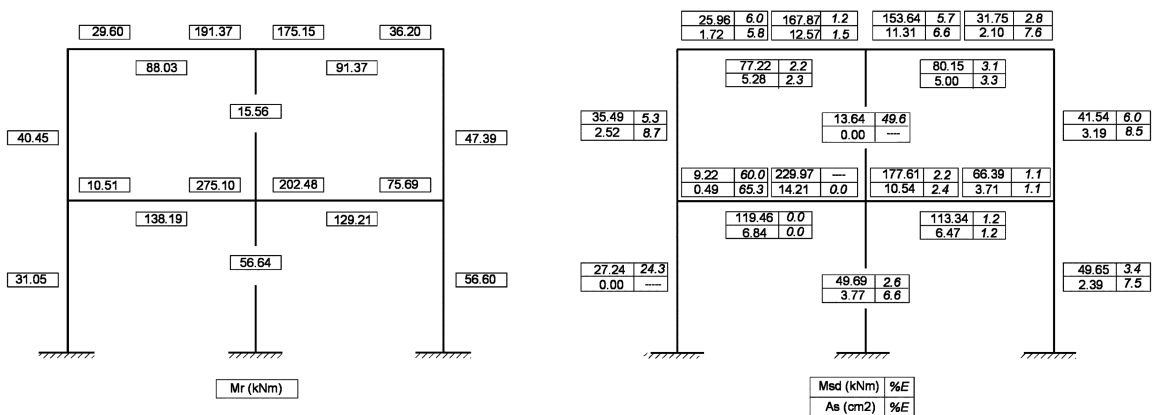 29.60 191.37 175.15 36.20
88.03 91.37
15.56
40.45 47.39
10.51 275.10 202.48 75.69
138.19 129.21
56.64
31.05 56.60
Mr (kNm)
25.96 6.0 167.87 1.2 153.64 5.7 31.75 2.8
1.72 5.8 12.57 1.5 11.31 6.6 2.10 7.6
77.22 2.2 80.15 3.1
5.28 2.3 5.00 3.3
35.49 5.3 13.64 49.6 41.54 6.0
2.52 8.7 0.00 ---- 3.19 8.5
9.22 60.0 229.97 ---- 177.61 2.2 66.39 1.1
0.49 65.3 14.21 0.0 10.54 2.4 3.71 1.1
119.46 0.0 113.34 1.2
6.84 0.0 6.47 1.2
27.24 24.3 49.69 2.6 49.65 3.4
0.00 ----- 3.77 6.6 2.39 7.5
Msd (kNm) %E
As (cm2) %E